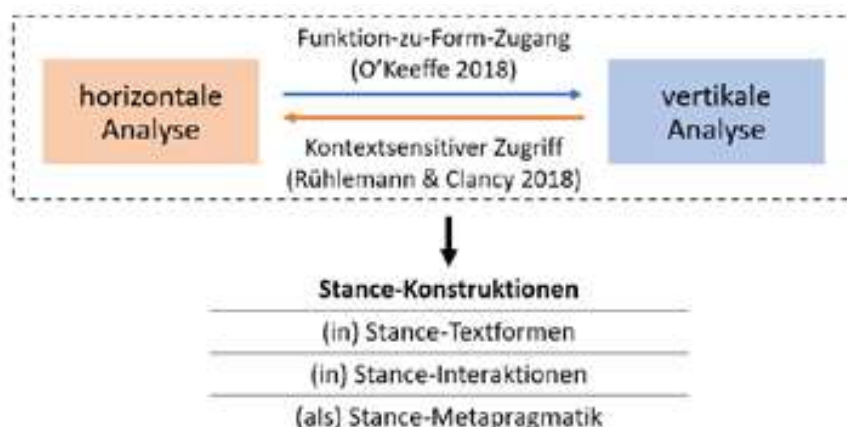 Funktion-zu-Form-Zugang
(O'Keeffe 2018)
horizontale
Analyse
vertikale
Analyse
Kontextsensitiver Zugriff
(Rühlemann & Clancy 2018)
Stance-Konstruktionen
(in) Stance-Textformen
(in) Stance-Interaktionen
(als) Stance-Metapragmatik